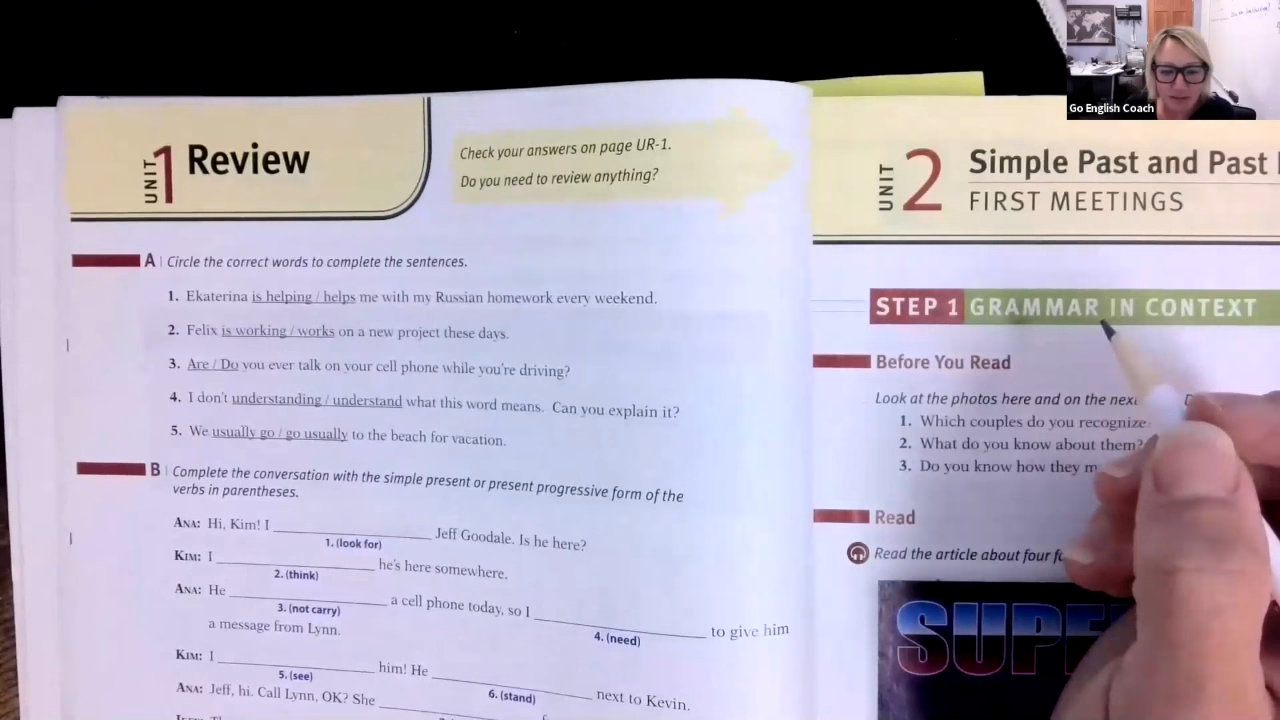 Go English Coach
UNIT 1 Review
Check your answers on page UR-1.
Do you need to review anything?
A | Circle the correct words to complete the sentences.
1. Ekaterina is helping / helps me with my Russian homework every weekend.
2. Felix is working / works on a new project these days.
3. Are / Do you ever talk on your cell phone while you're driving?
4. I don't understanding / understand what this word means. Can you explain it?
5. We usually go / go usually to the beach for vacation.
B | Complete the conversation with the simple present or present progressive form of the
verbs in parentheses.
ANA: Hi, Kim! I ____ Jeff Goodale. Is he here?
1. (look for)
KIM: I ____ he's here somewhere.
2. (think)
ANA: He ____ a cell phone today, so I ____ to give him
3. (not carry)
4. (need)
a message from Lynn.
KIM: I ____ him! He ____ next to Kevin.
5. (see)
6. (stand)
ANA: Jeff, hi. Call Lynn, OK? She ____
UNIT 2 Simple Past and Past
FIRST MEETINGS
STEP 1 GRAMMAR IN CONTEXT
Before You Read
Look at the photos here and on the
1. Which couples do you recognize
2. What do you know about them?
3. Do you know how they
Read
Read the article about four